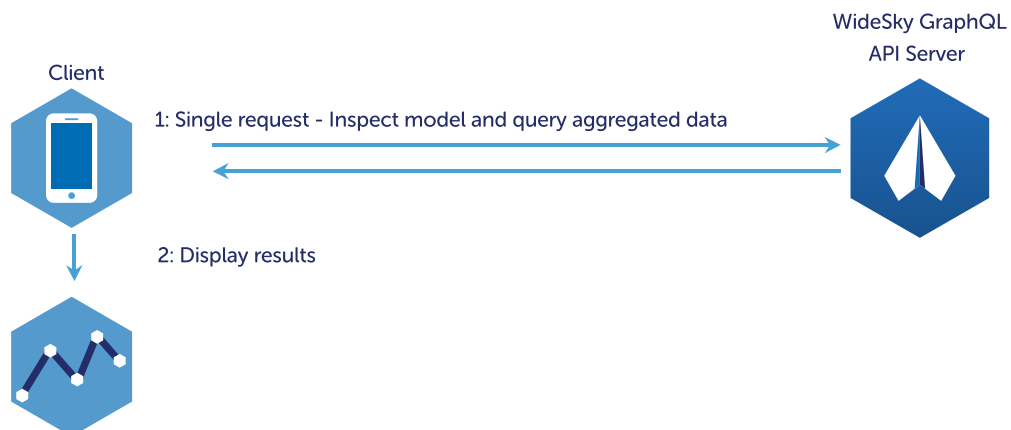 WideSky GraphQL
API Server
Client
1: Single request - Inspect model and query aggregated data
2: Display results